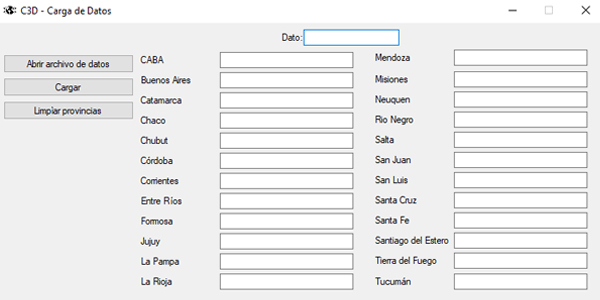 C3D - Carga de Datos
Dato:
Abrir archivo de datos
Cargar
Limpiar provincias
CABA
Buenos Aires
Catamarca
Chaco
Chubut
Córdoba
Corrientes
Entre Ríos
Formosa
Jujuy
La Pampa
La Rioja
Mendoza
Misiones
Neuquen
Rio Negro
Salta
San Juan
San Luis
Santa Cruz
Santa Fe
Santiago del Estero
Tierra del Fuego
Tucumán